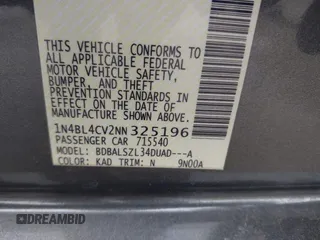 THIS VEHICLE CONFORMS TO
ALL APPLICABLE FEDERAL
MOTOR VEHICLE SAFETY,
BUMPER, AND THEFT
PREVENTION STANDARDS IN
EFFECT ON THE DATE OF
MANUFACTURE SHOWN ABOVE.
1N4BL4CV2NN325196
PASSENGER CAR 715540
MODEL: BDBALSZL34DUAD---A
COLOR: KAD TRIM: N 9N00A
DREAMBID